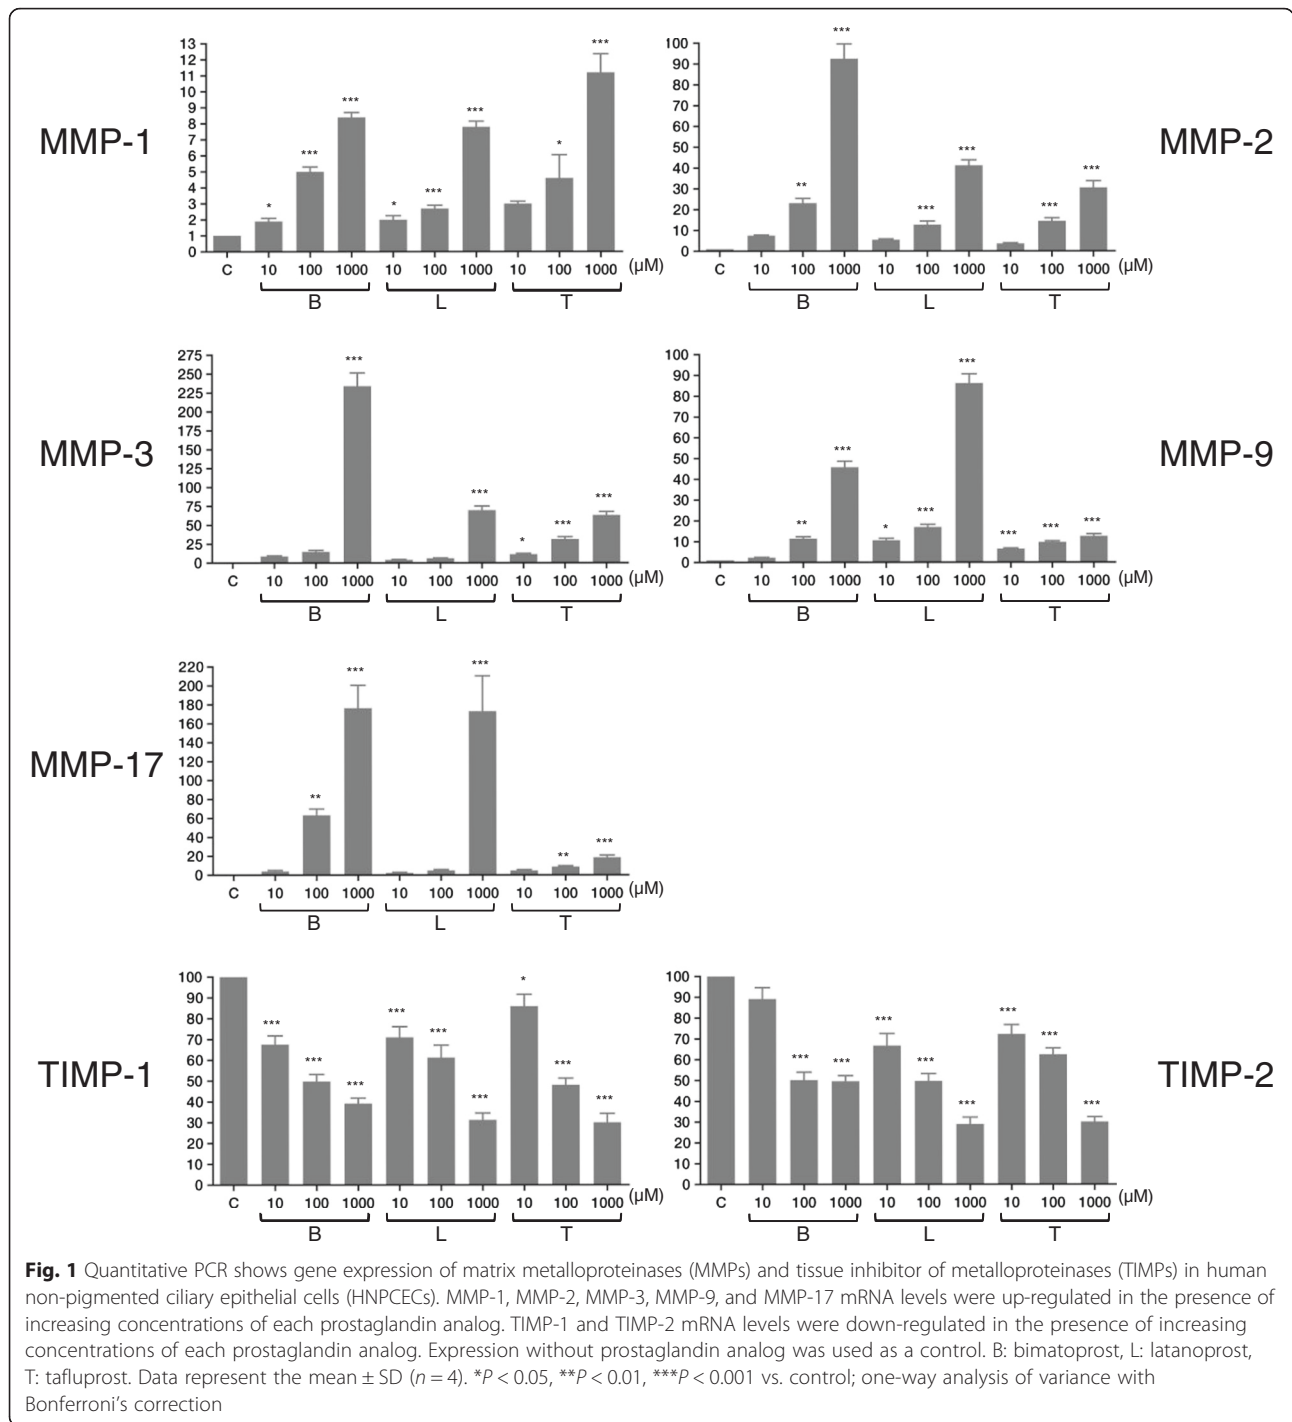 MMP-1
13
12
11
10
9
8
7
6
5
4
3
2
1
0
* *** *** * *** *** * ***
C 10 100 1000 10 100 1000 10 100 1000 (µM)
B L T
MMP-2
100
90
80
70
60
50
40
30
20
10
0
** *** *** *** *** ***
C 10 100 1000 10 100 1000 10 100 1000 (µM)
B L T
MMP-3
275
250
225
200
175
150
125
100
75
50
25
0
*** *** * *** ***
C 10 100 1000 10 100 1000 10 100 1000 (µM)
B L T
MMP-9
100
90
80
70
60
50
40
30
20
10
0
** *** * *** *** *** *** ***
C 10 100 1000 10 100 1000 10 100 1000 (µM)
B L T
MMP-17
220
200
180
160
140
120
100
80
60
40
20
0
** *** *** ** ***
C 10 100 1000 10 100 1000 10 100 1000 (µM)
B L T
TIMP-1
100
90
80
70
60
50
40
30
20
10
0
*** *** *** *** *** *** * *** ***
C 10 100 1000 10 100 1000 10 100 1000 (µM)
B L T
TIMP-2
100
90
80
70
60
50
40
30
20
10
0
*** *** *** *** *** *** *** ***
C 10 100 1000 10 100 1000 10 100 1000 (µM)
B L T
Fig. 1 Quantitative PCR shows gene expression of matrix metalloproteinases (MMPs) and tissue inhibitor of metalloproteinases (TIMPs) in human
non-pigmented ciliary epithelial cells (HNPCECs). MMP-1, MMP-2, MMP-3, MMP-9, and MMP-17 mRNA levels were up-regulated in the presence of
increasing concentrations of each prostaglandin analog. TIMP-1 and TIMP-2 mRNA levels were down-regulated in the presence of increasing
concentrations of each prostaglandin analog. Expression without prostaglandin analog was used as a control. B: bimatoprost, L: latanoprost,
T: tafluprost. Data represent the mean ± SD (n = 4). *P < 0.05, **P < 0.01, ***P < 0.001 vs. control; one-way analysis of variance with
Bonferroni’s correction